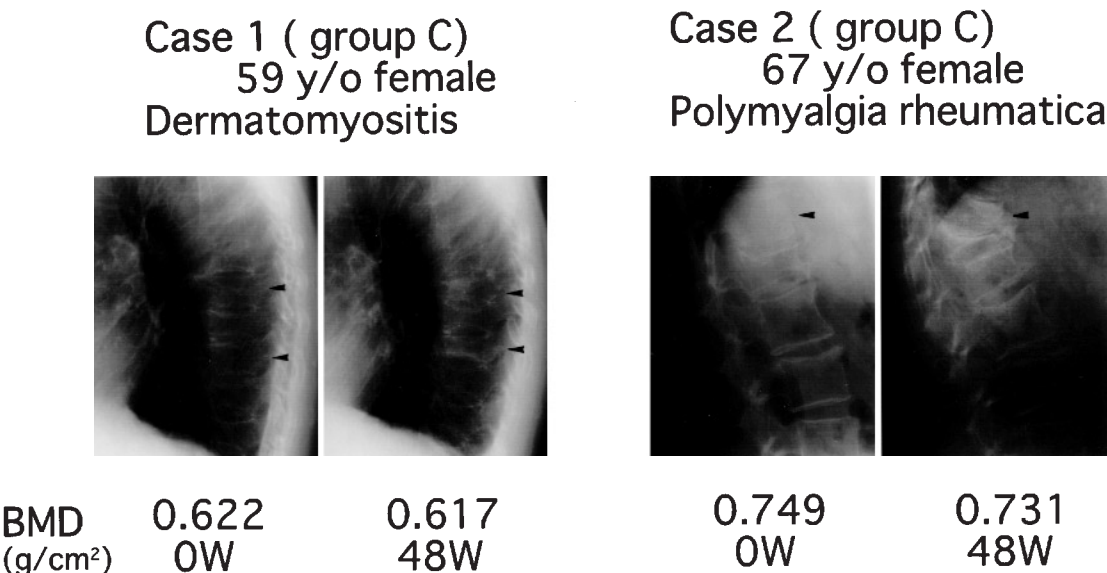 Case 1 ( group C)
59 y/o female
Dermatomyositis
Case 2 ( group C)
67 y/o female
Polymyalgia rheumatica
BMD 0.622 0.617 0.749 0.731
(g/cm²) 0W 48W 0W 48W